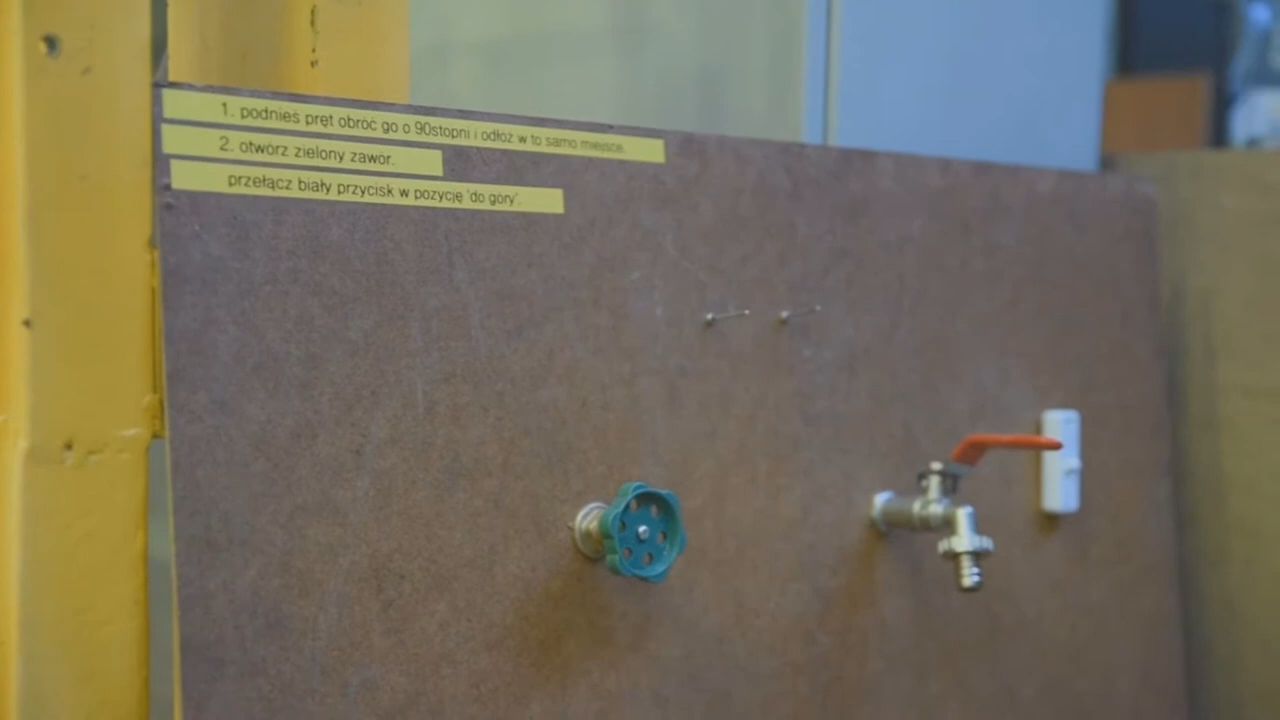 1. podnieś pręt obróć go o 90stopni i odłóż w to samo miejsce.
2. otwórz zielony zawór.
przełącz biały przycisk w pozycję 'do góry'.